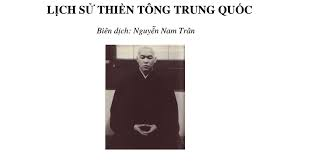 LỊCH SỬ THIỀN TÔNG TRUNG QUỐC
Biên dịch: Nguyễn Nam Trân